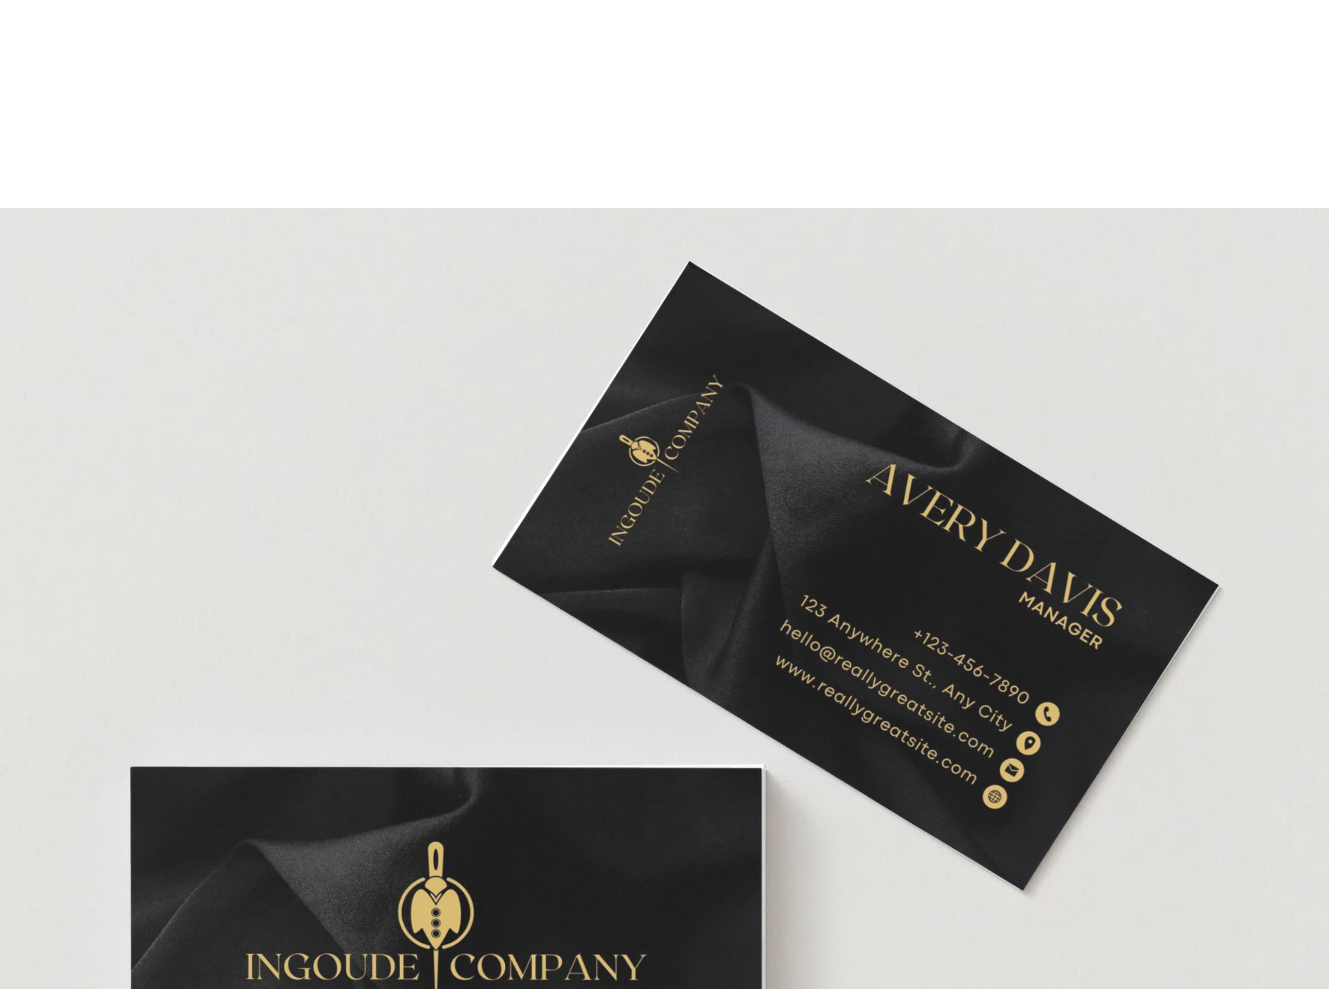 INGOUDE COMPANY
AVERY DAVIS
MANAGER
+123-456-7890
123 Anywhere St., Any City
hello@reallygreatsite.com
www.reallygreatsite.com
INGOUDE COMPANY